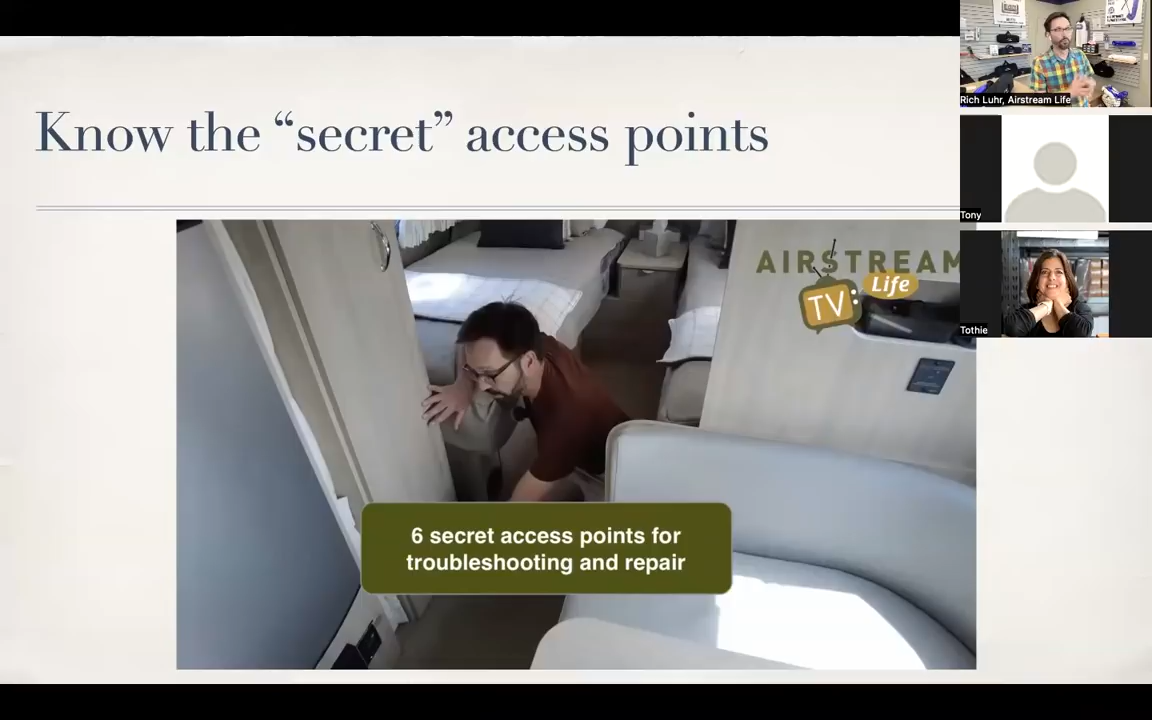 Know the “secret” access points
AIRSTREAM
TV
Life
6 secret access points for
troubleshooting and repair
Rich Luhr, Airstream Life
Tony
Tothie